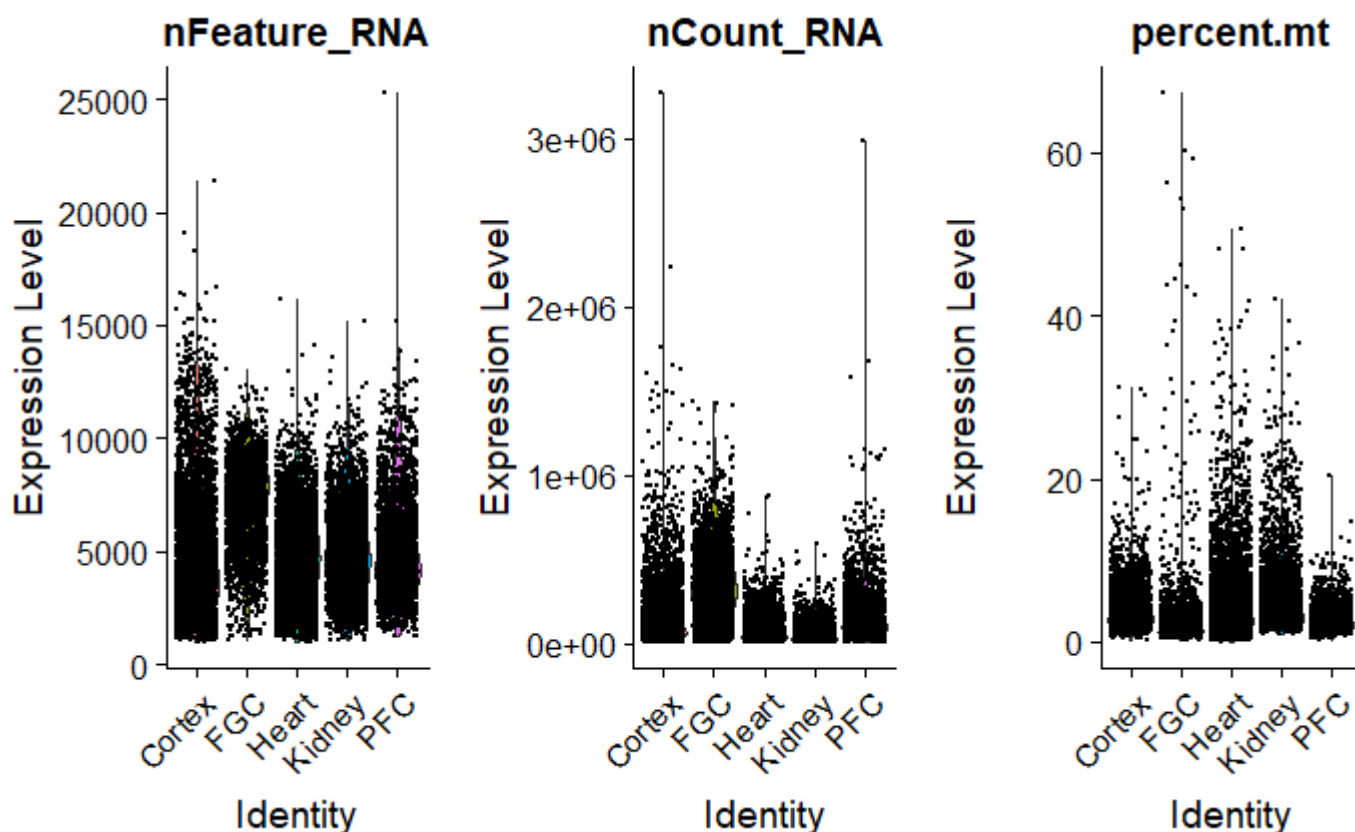 nFeature_RNA
Expression Level
25000
20000
15000
10000
5000
0
Cortex
FGC
Heart
Kidney
PFC
Identity
nCount_RNA
Expression Level
3e+06
2e+06
1e+06
0e+00
Cortex
FGC
Heart
Kidney
PFC
Identity
percent.mt
Expression Level
60
40
20
0
Cortex
FGC
Heart
Kidney
PFC
Identity